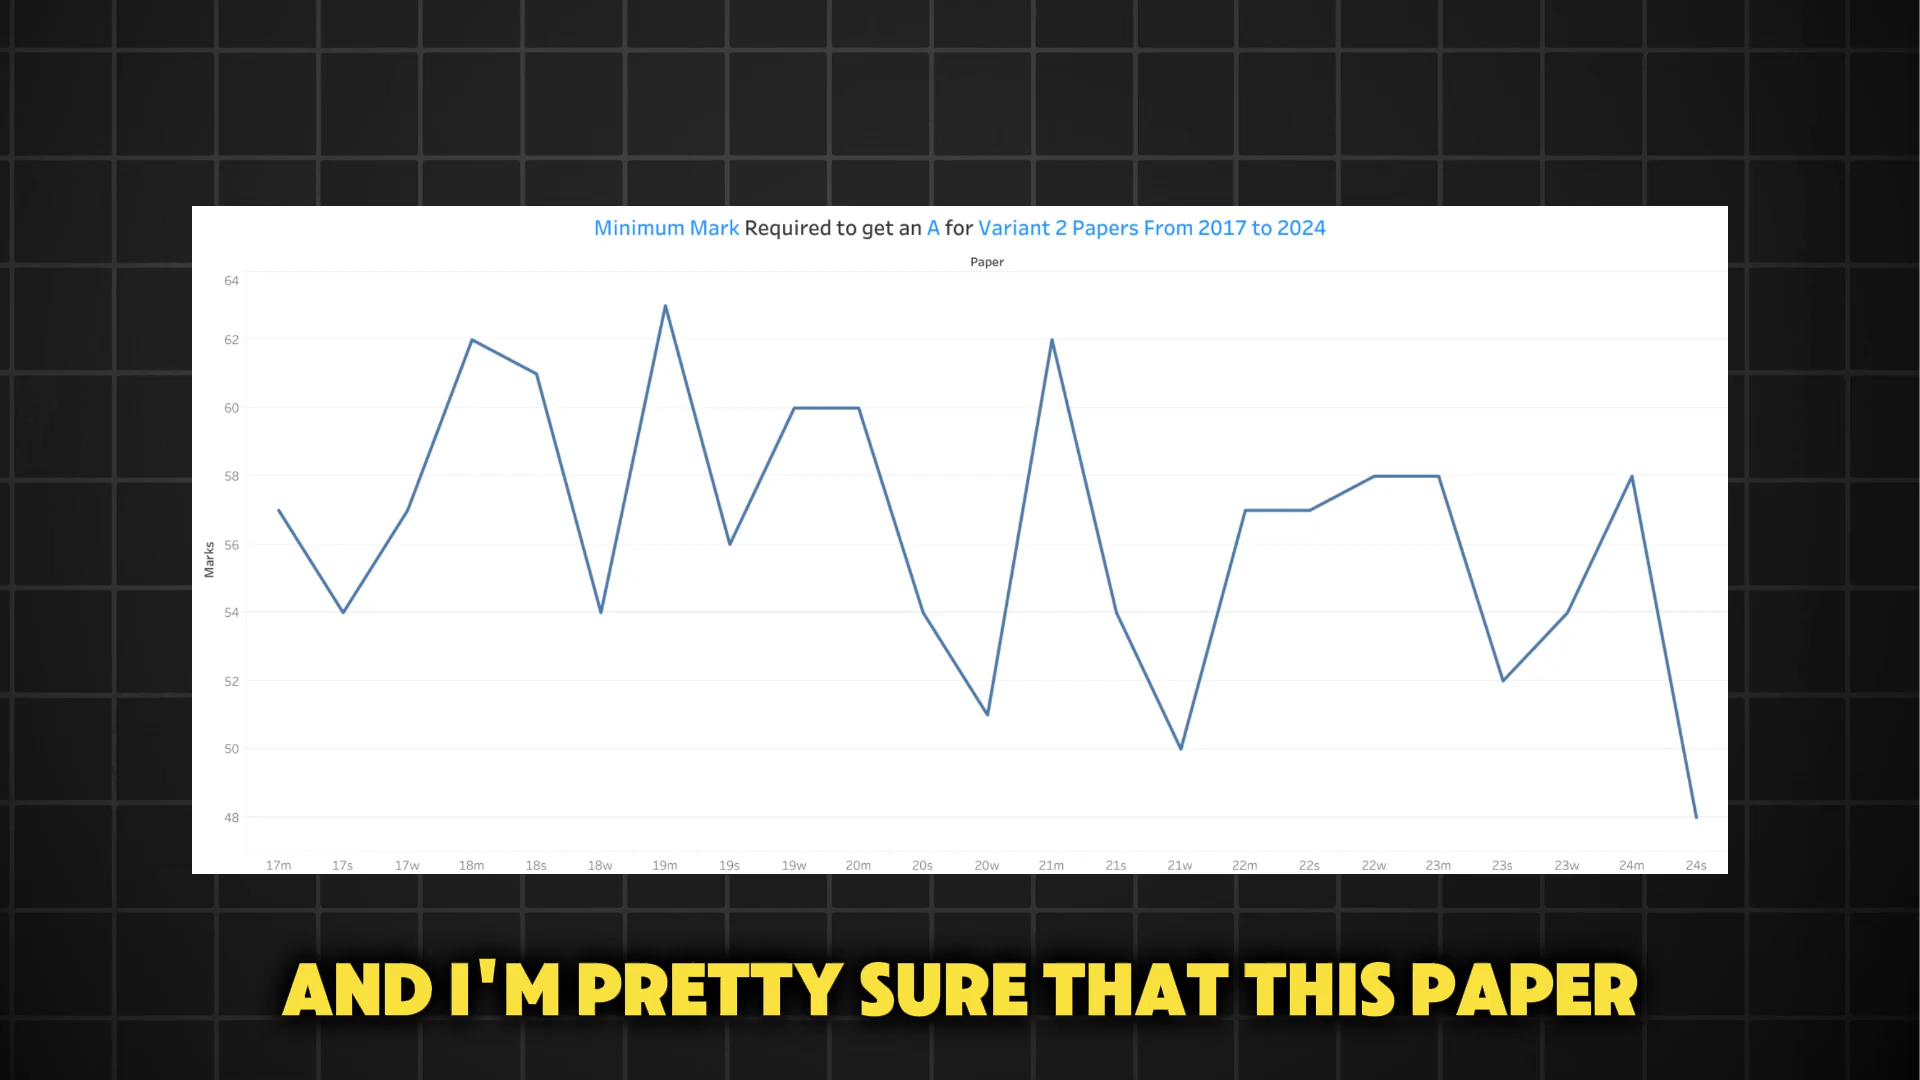 Minimum Mark Required to get an A for Variant 2 Papers From 2017 to 2024
Paper
64
62
60
58
56
54
52
50
48
Marks
17m 17s 17w 18m 18s 18w 19m 19s 19w 20m 20s 20w 21m 21s 21w 22m 22s 22w 23m 23s 23w 24m 24s
AND I'M PRETTY SURE THAT THIS PAPER